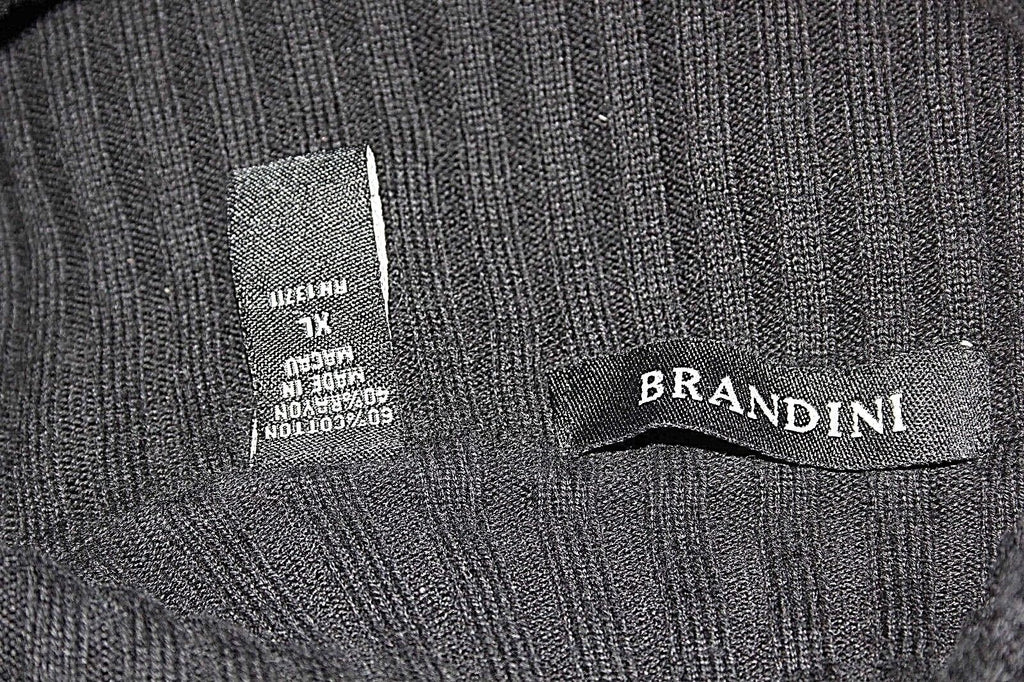 60% COTTON
40% RAYON
MADE IN
MACAU
XL
RN 13711
BRANDINI